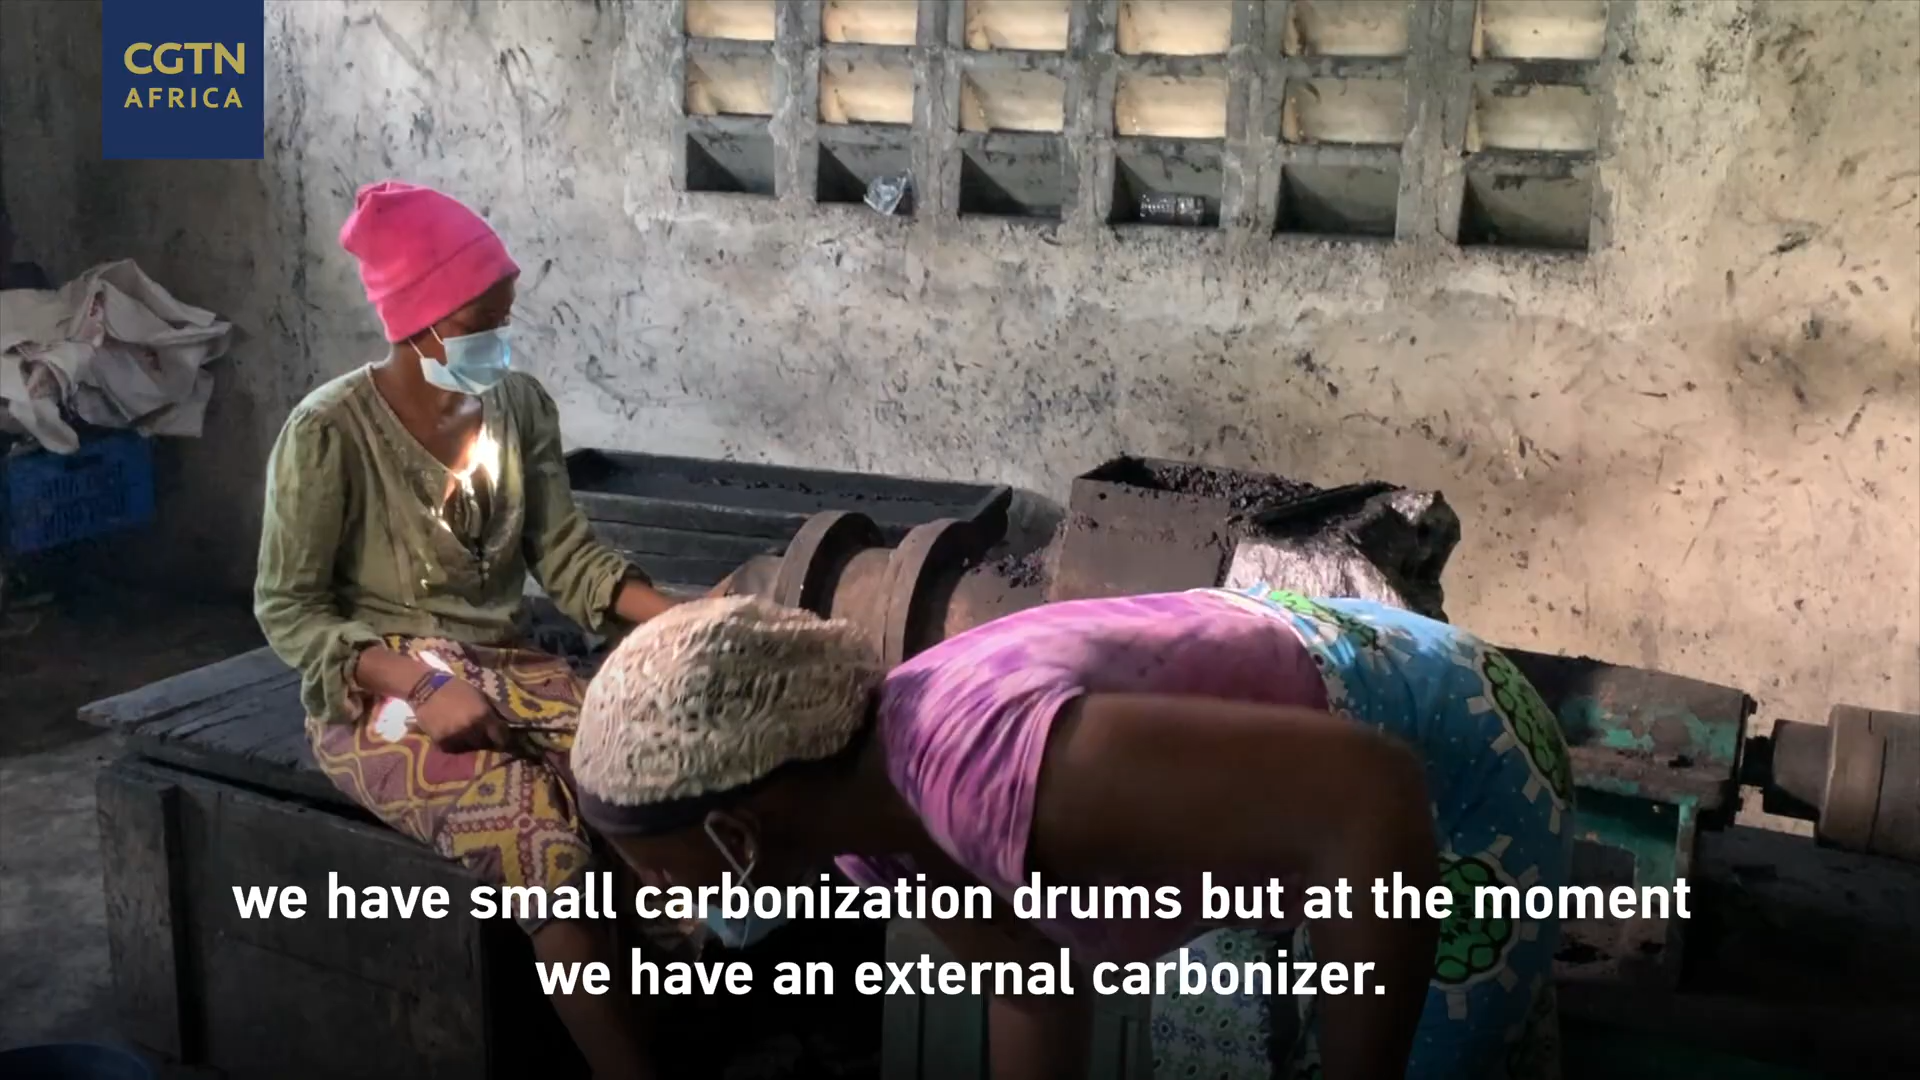 CGTN
AFRICA
we have small carbonization drums but at the moment
we have an external carbonizer.